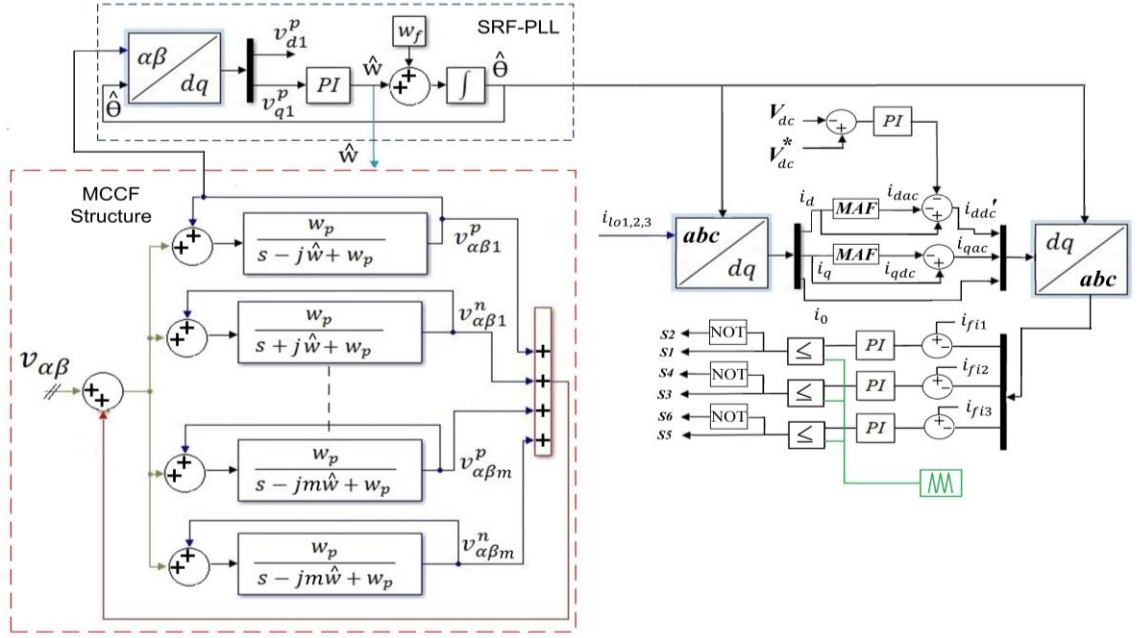 SRF-PLL
αβ
dq
v_{d1}^p
v_{q1}^p
PI
ŵ
w_f
+
+
∫
θ̂
θ̂
ŵ
MCCF
Structure
+
+
w_p
s − jŵ + w_p
v_{αβ1}^p
+
+
w_p
s + jŵ + w_p
v_{αβ1}^n
v_{αβ}
+
+
+
+
+
+
+
+
w_p
s − jmŵ + w_p
v_{αβm}^p
+
+
w_p
s − jmŵ + w_p
v_{αβm}^n
V_{dc}
V_{dc}^*
−
+
PI
i_{lo1,2,3}
abc
dq
i_d
MAF
i_{dac}
−
−
+
i_{ddc}'
i_q
MAF
i_{qdc}
−
+
i_{qac}
i_0
dq
abc
S2
NOT
S1
≤
PI
+
−
i_{fi1}
S4
NOT
S3
≤
PI
+
−
i_{fi2}
S6
NOT
S5
≤
PI
+
−
i_{fi3}